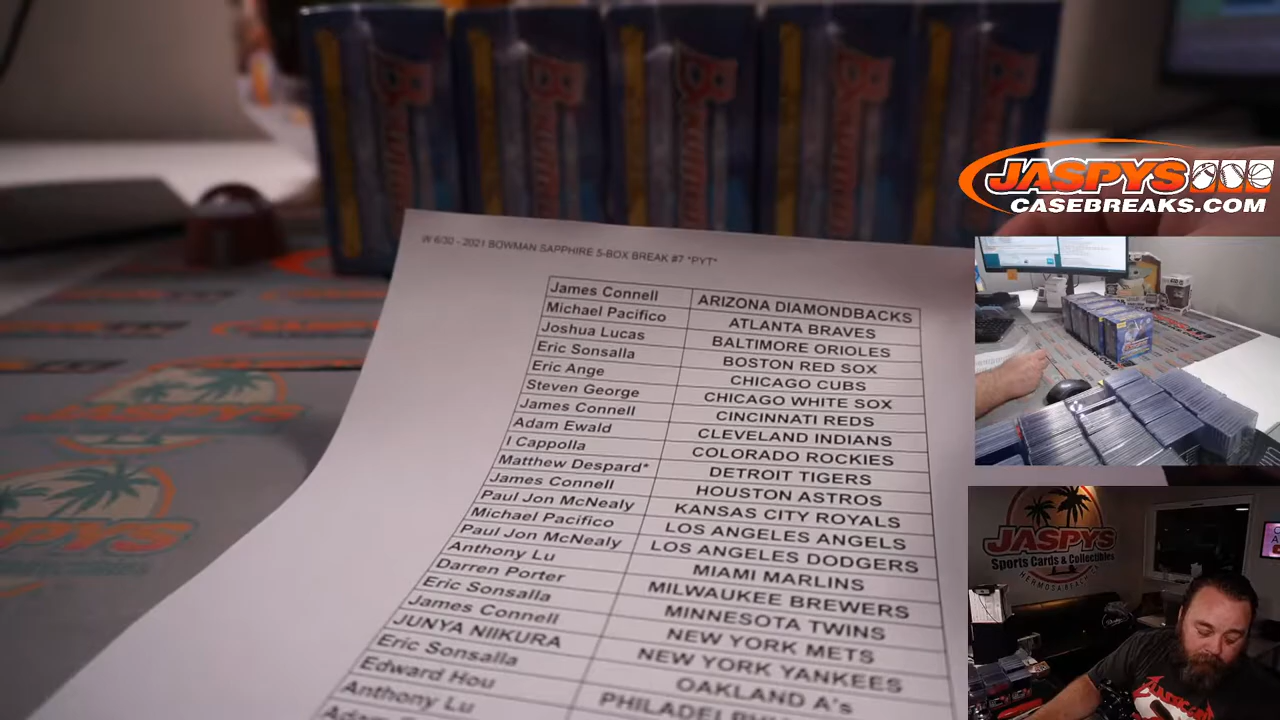 W 6/30 - 2021 BOWMAN SAPPHIRE 5-BOX BREAK #7 *PYT*
James Connell ARIZONA DIAMONDBACKS
Michael Pacifico ATLANTA BRAVES
Joshua Lucas BALTIMORE ORIOLES
Eric Sonsalla BOSTON RED SOX
Eric Ange CHICAGO CUBS
Steven George CHICAGO WHITE SOX
James Connell CINCINNATI REDS
Adam Ewald CLEVELAND INDIANS
I Cappolla COLORADO ROCKIES
Matthew Despard* DETROIT TIGERS
James Connell HOUSTON ASTROS
Paul Jon McNealy KANSAS CITY ROYALS
Michael Pacifico LOS ANGELES ANGELS
Paul Jon McNealy LOS ANGELES DODGERS
Anthony Lu MIAMI MARLINS
Darren Porter MILWAUKEE BREWERS
Eric Sonsalla MINNESOTA TWINS
James Connell NEW YORK METS
JUNYA NIIKURA NEW YORK YANKEES
Eric Sonsalla OAKLAND A's
Edward Hou
Anthony Lu
JASPYS
CASEBREAKS.COM
JASPYS
Sports Cards & Collectibles
HERMOSA BEACH, CA
JASPYS
JASPYS